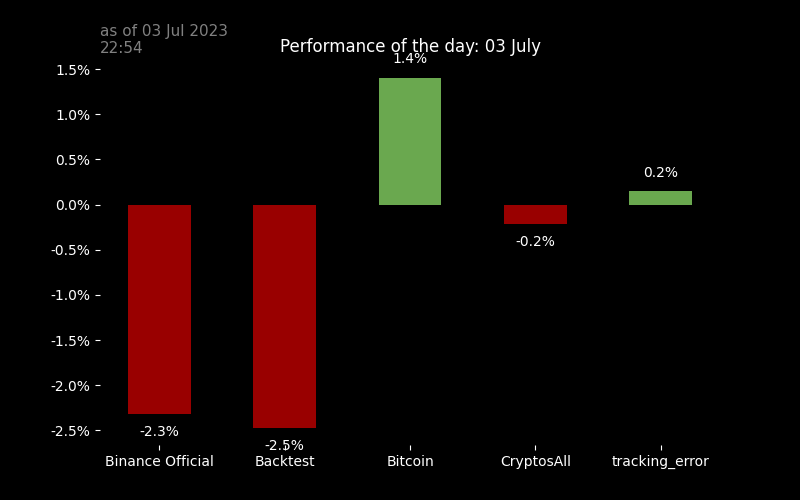 as of 03 Jul 2023
22:54
Performance of the day: 03 July
1.5%
1.0%
0.5%
0.0%
-0.5%
-1.0%
-1.5%
-2.0%
-2.5%
1.4%
0.2%
-0.2%
-2.3%
-2.5%
Binance Official
Backtest
Bitcoin
CryptosAll
tracking_error